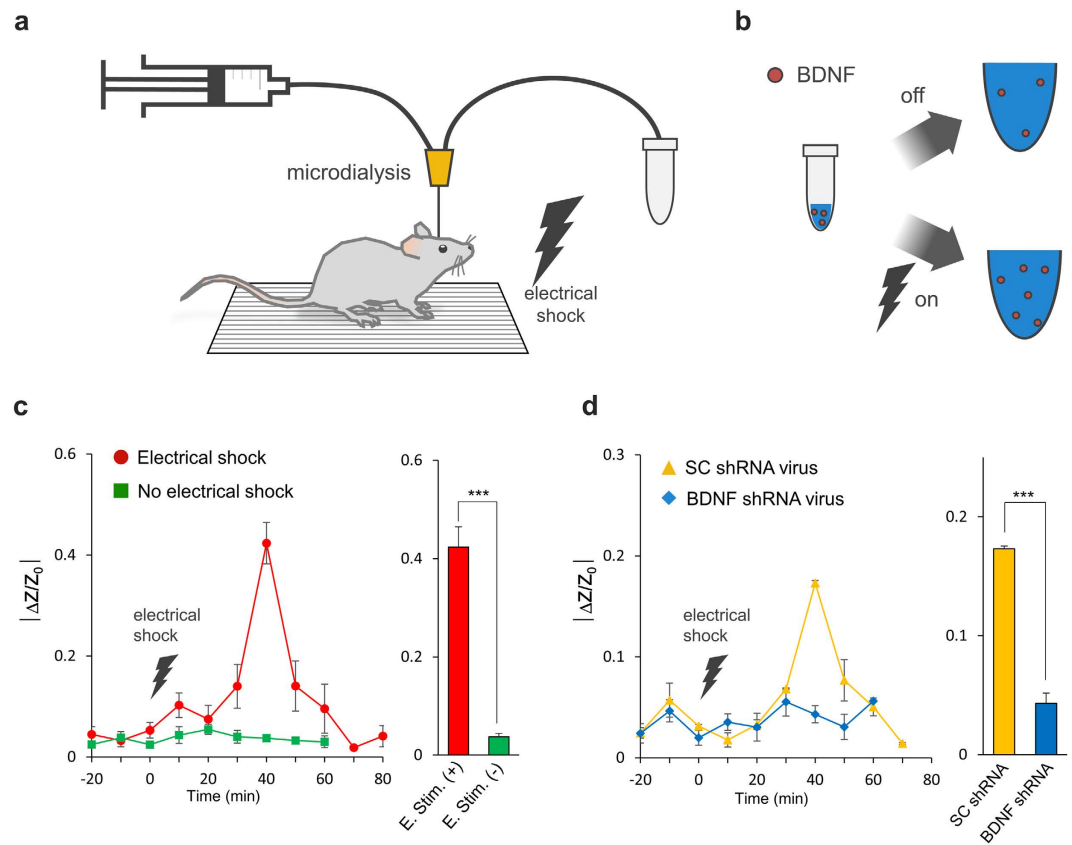 a
microdialysis
electrical
shock
b
BDNF
off
on
c
|ΔZ/Z₀|
0.6
0.4
0.2
0
Electrical shock
No electrical shock
electrical
shock
-20
0
20
40
60
80
Time (min)
0.6
0.4
0.2
0
***
E. Stim. (+)
E. Stim. (-)
d
|ΔZ/Z₀|
0.3
0.2
0.1
0
SC shRNA virus
BDNF shRNA virus
electrical
shock
-20
0
20
40
60
80
Time (min)
0.2
0.1
0
***
SC shRNA
BDNF shRNA